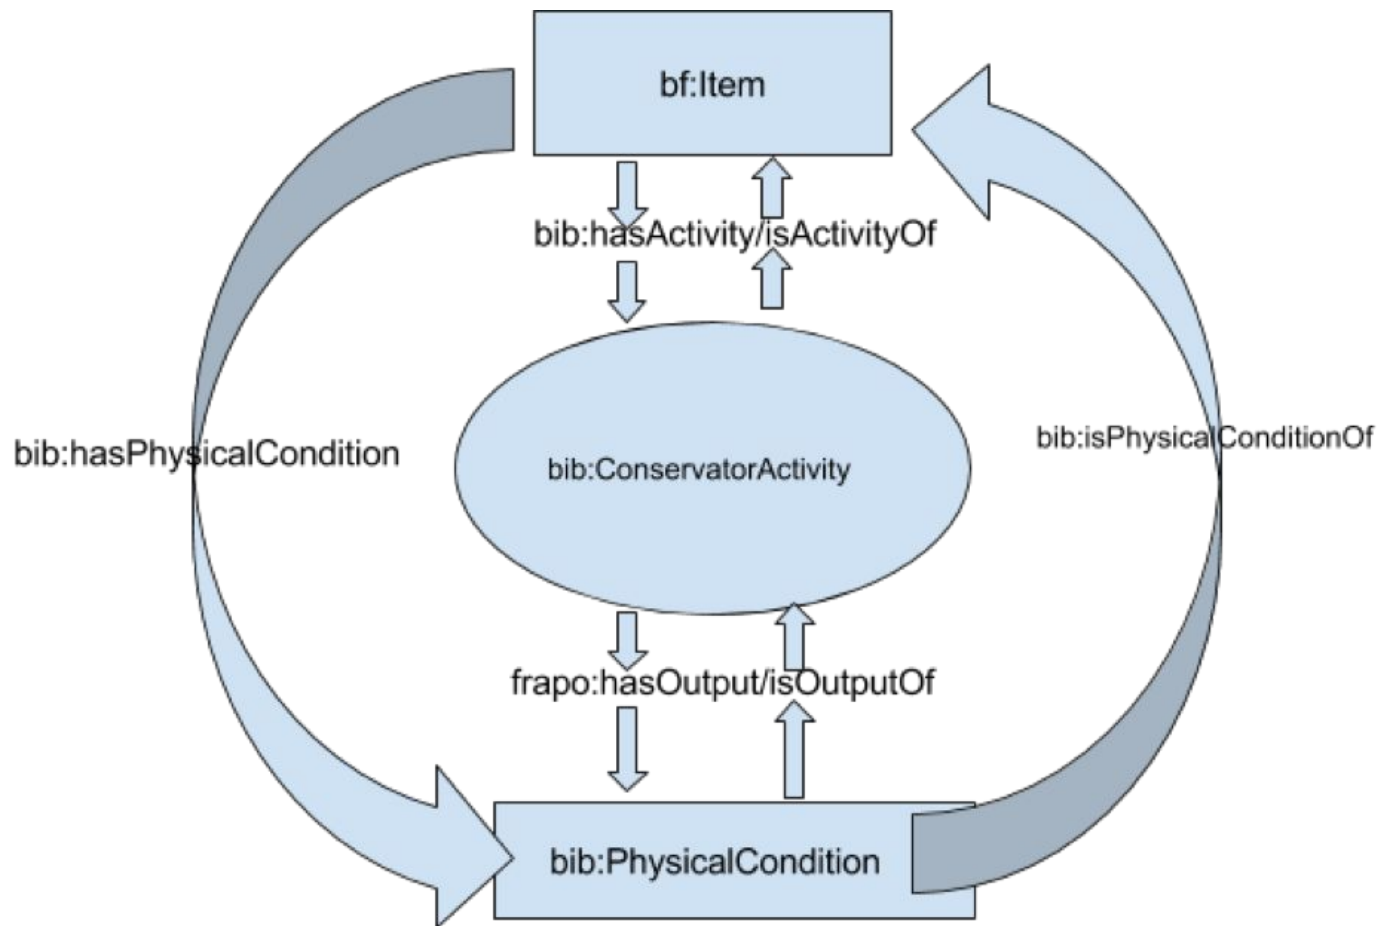 bf:Item
bib:hasActivity/isActivityOf
bib:hasPhysicalCondition
bib:isPhysicalConditionOf
bib:ConservatorActivity
frapo:hasOutput/isOutputOf
bib:PhysicalCondition